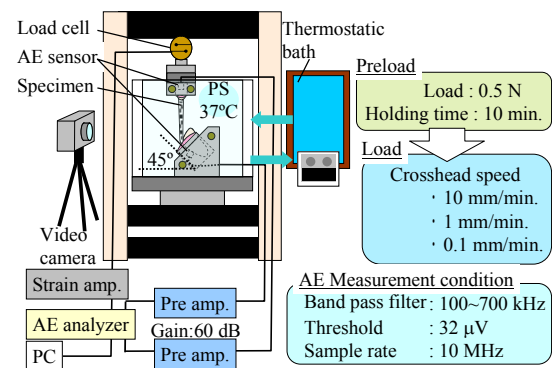 Load cell
AE sensor
Specimen
PS
37ºC
45º
Video
camera
Thermostatic
bath
Strain amp.
AE analyzer
PC
Pre amp.
Gain:60 dB
Pre amp.
Preload
Load : 0.5 N
Holding time : 10 min.
Load
Crosshead speed
· 10 mm/min.
· 1 mm/min.
· 0.1 mm/min.
AE Measurement condition
Band pass filter : 100~700 kHz
Threshold : 32 μV
Sample rate : 10 MHz